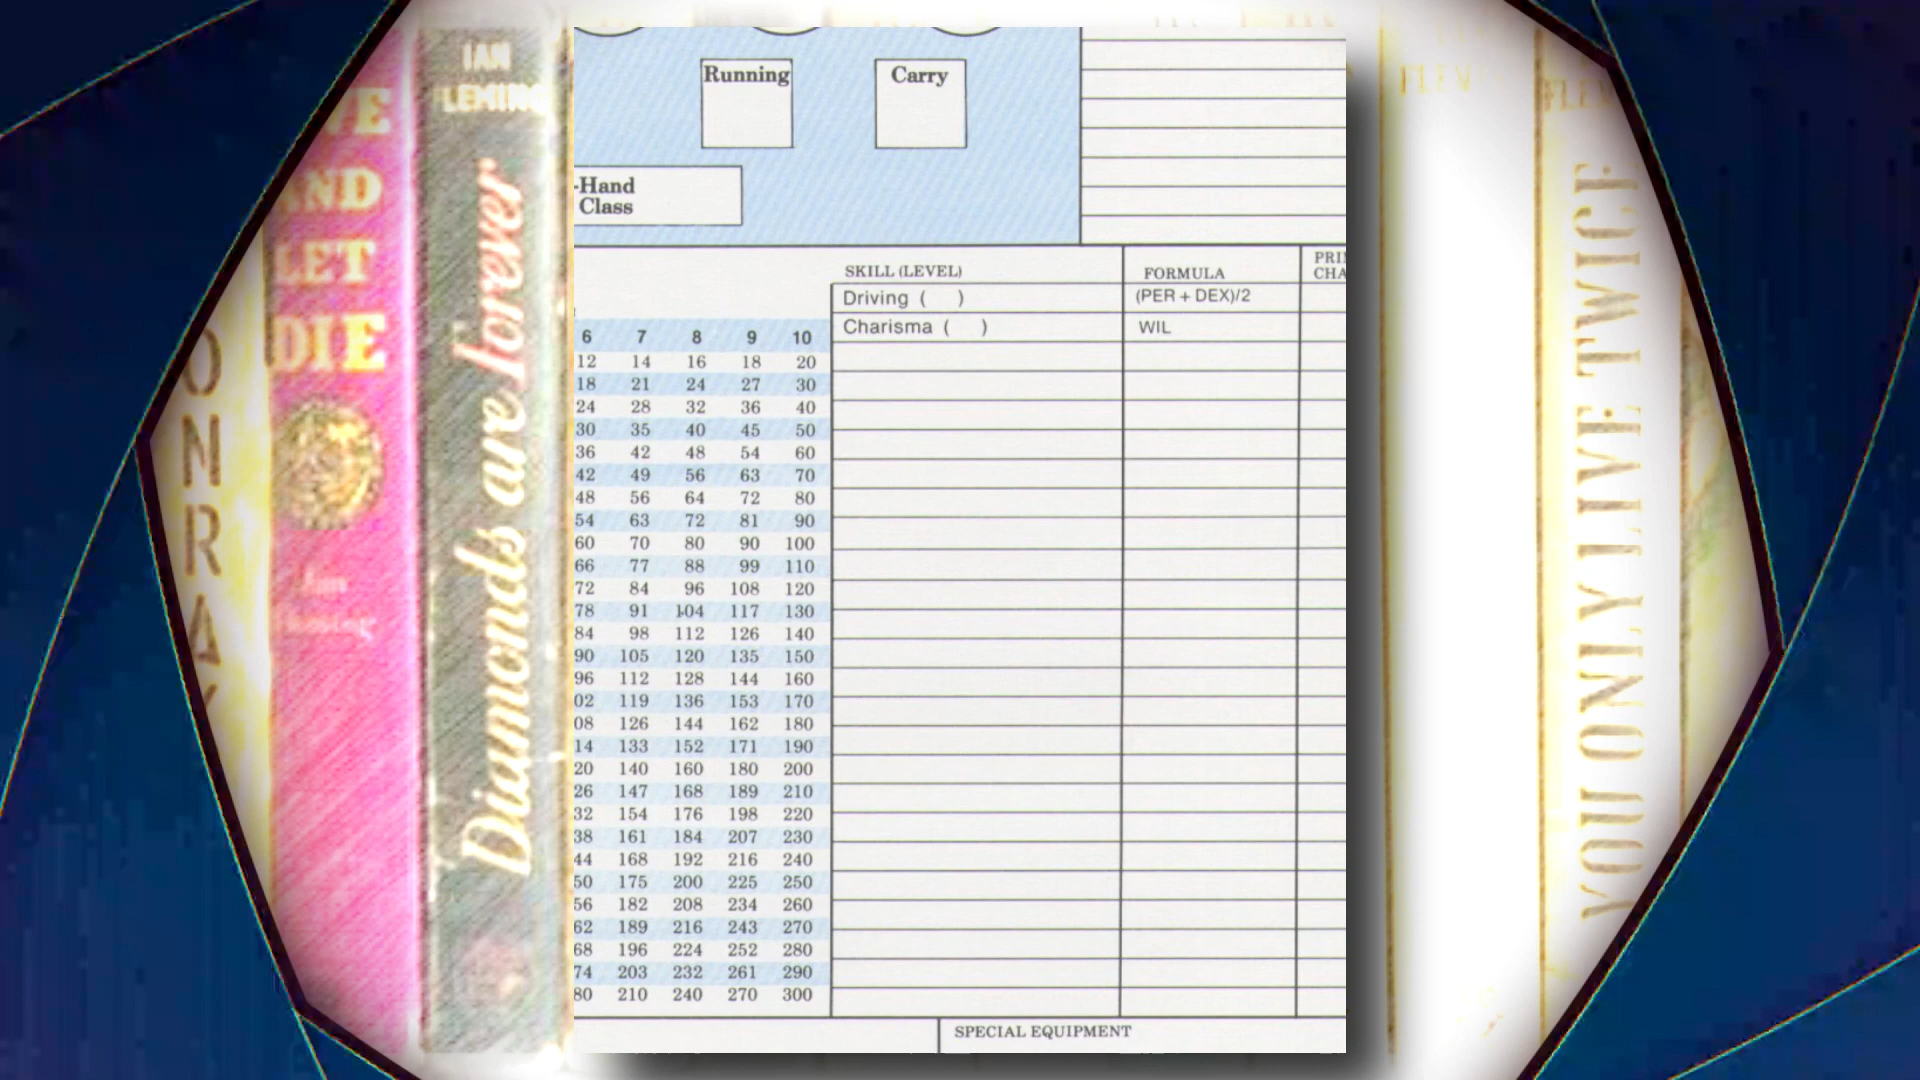 ONRA
VE
AND
LET
DIE
IAN
FLEMING
Diamonds are forever
Running
Carry
-Hand
Class
SKILL (LEVEL)
FORMULA
PRI
CHA
Driving ( )
(PER + DEX)/2
Charisma ( )
WIL
6 7 8 9 10
12 14 16 18 20
18 21 24 27 30
24 28 32 36 40
30 35 40 45 50
36 42 48 54 60
42 49 56 63 70
48 56 64 72 80
54 63 72 81 90
60 70 80 90 100
66 77 88 99 110
72 84 96 108 120
78 91 104 117 130
84 98 112 126 140
90 105 120 135 150
96 112 128 144 160
02 119 136 153 170
08 126 144 162 180
14 133 152 171 190
20 140 160 180 200
26 147 168 189 210
32 154 176 198 220
38 161 184 207 230
44 168 192 216 240
50 175 200 225 250
56 182 208 234 260
62 189 216 243 270
68 196 224 252 280
74 203 232 261 290
80 210 240 270 300
SPECIAL EQUIPMENT
FLEM
FLEM
YOU ONLY LIVE TWICE